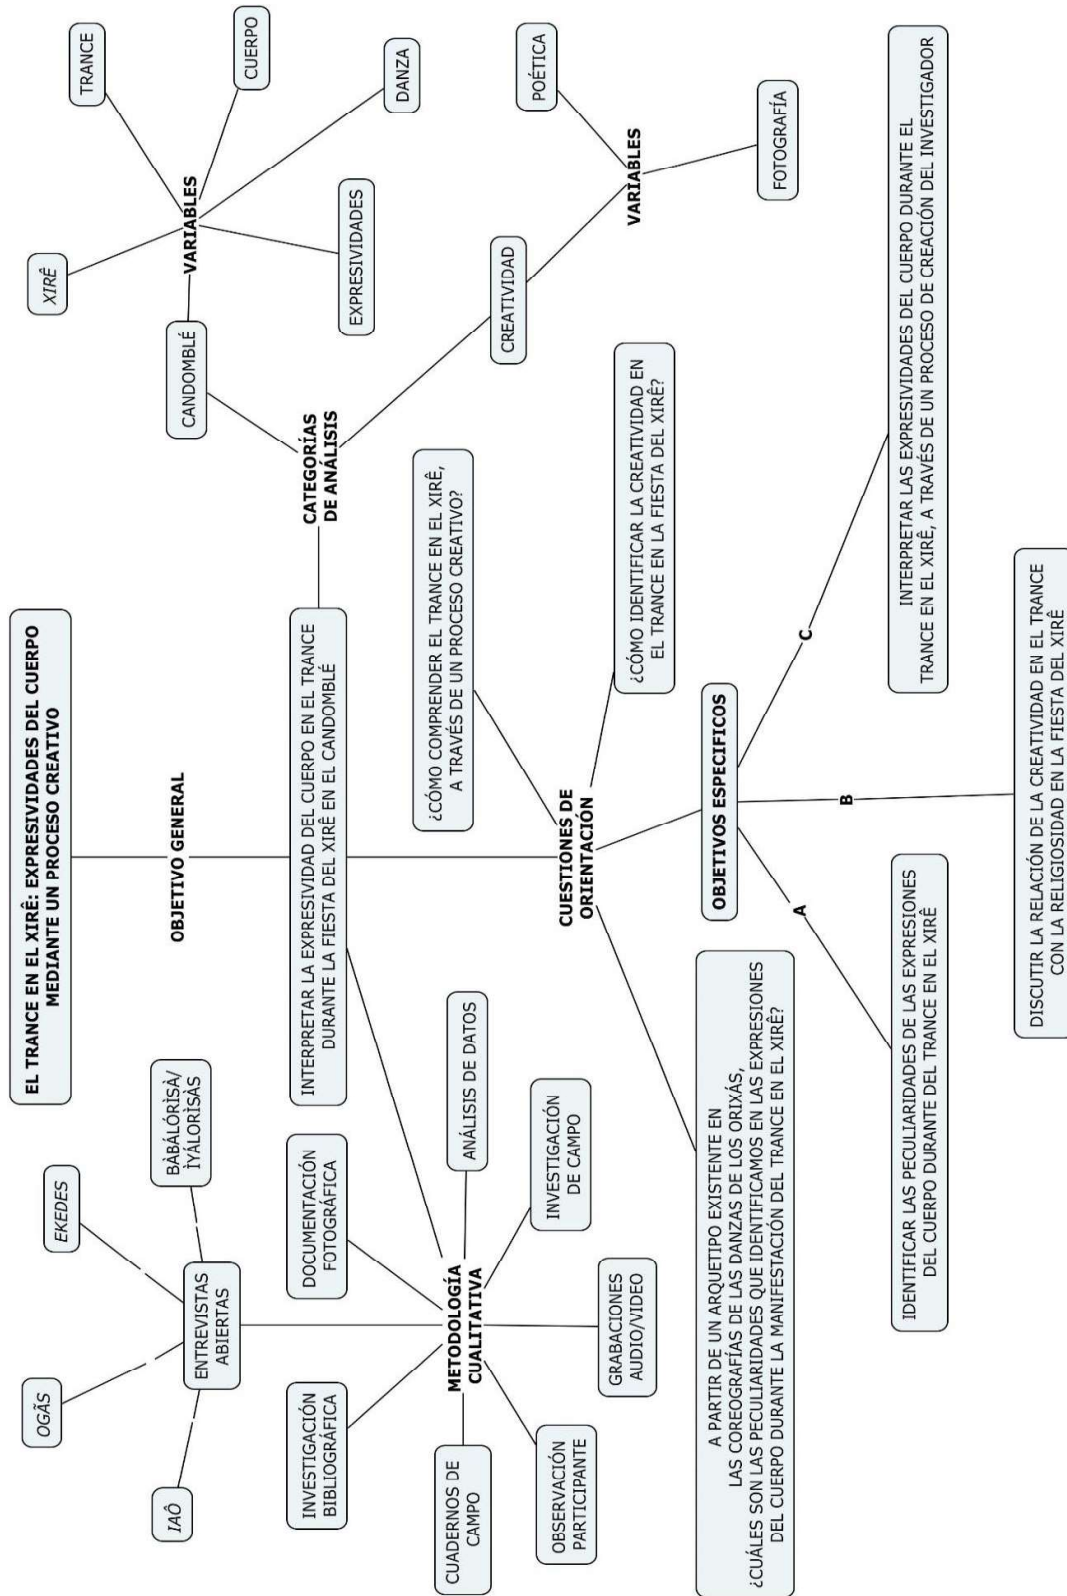 EL TRANCE EN EL XIRÊ: EXPRESIVIDADES DEL CUERPO
MEDIANTE UN PROCESO CREATIVO
OBJETIVO GENERAL
INTERPRETAR LA EXPRESIVIDAD DEL CUERPO EN EL TRANCE
DURANTE LA FIESTA DEL XIRÊ EN EL CANDOMBLÉ
IAÔ
OGÃS
EKEDES
BÀBÁLÓRÌSÀ/
ÌYÁLORÌSÀS
ENTREVISTAS
ABIERTAS
INVESTIGACIÓN
BIBLIOGRÁFICA
DOCUMENTACIÓN
FOTOGRÁFICA
CUADERNOS DE
CAMPO
METODOLOGÍA
CUALITATIVA
ANÁLISIS DE DATOS
OBSERVACIÓN
PARTICIPANTE
GRABACIONES
AUDIO/VIDEO
INVESTIGACIÓN
DE CAMPO
CATEGORÍAS
DE ANÁLISIS
CANDOMBLÉ
VARIABLES
XIRÊ
TRANCE
CUERPO
DANZA
EXPRESIVIDADES
CREATIVIDAD
VARIABLES
POÉTICA
FOTOGRAFÍA
CUESTIONES DE
ORIENTACIÓN
¿CÓMO COMPRENDER EL TRANCE EN EL XIRÊ,
A TRAVÉS DE UN PROCESO CREATIVO?
¿CÓMO IDENTIFICAR LA CREATIVIDAD EN
EL TRANCE EN LA FIESTA DEL XIRÊ?
A PARTIR DE UN ARQUETIPO EXISTENTE EN
LAS COREOGRAFÍAS DE LAS DANZAS DE LOS ORIXÁS,
¿CUÁLES SON LAS PECULIARIDADES QUE IDENTIFICAMOS EN LAS EXPRESIONES
DEL CUERPO DURANTE LA MANIFESTACIÓN DEL TRANCE EN EL XIRÊ?
OBJETIVOS ESPECIFICOS
A
IDENTIFICAR LAS PECULIARIDADES DE LAS EXPRESIONES
DEL CUERPO DURANTE DEL TRANCE EN EL XIRÊ
B
DISCUTIR LA RELACIÓN DE LA CREATIVIDAD EN EL TRANCE
CON LA RELIGIOSIDAD EN LA FIESTA DEL XIRÊ
C
INTERPRETAR LAS EXPRESIVIDADES DEL CUERPO DURANTE EL
TRANCE EN EL XIRÊ, A TRAVÉS DE UN PROCESO DE CREACIÓN DEL INVESTIGADOR